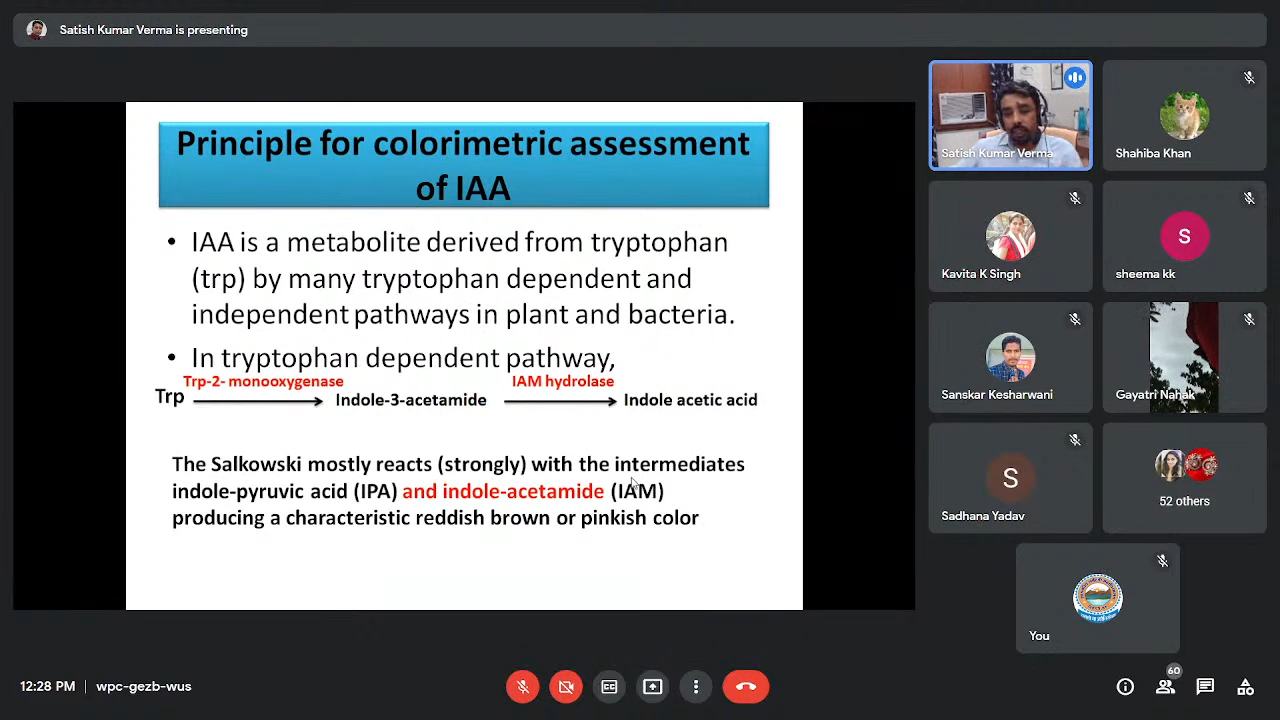 Satish Kumar Verma is presenting
Principle for colorimetric assessment
of IAA
• IAA is a metabolite derived from tryptophan
(trp) by many tryptophan dependent and
independent pathways in plant and bacteria.
• In tryptophan dependent pathway,
Trp-2- monooxygenase
IAM hydrolase
Trp
Indole-3-acetamide
Indole acetic acid
The Salkowski mostly reacts (strongly) with the intermediates
indole-pyruvic acid (IPA) and indole-acetamide (IAM)
producing a characteristic reddish brown or pinkish color
Satish Kumar Verma
Shahiba Khan
Kavita K Singh
S
sheema kk
Sanskar Kesharwani
Gayatri Nahak
S
Sadhana Yadav
52 others
You
12:28 PM | wpc-gezb-wus
CC
60